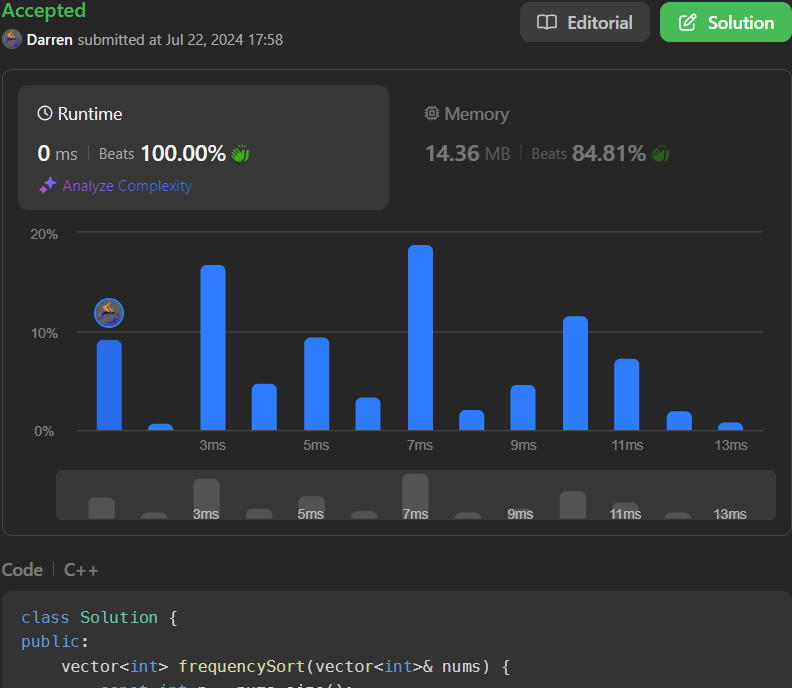 Accepted
Editorial
Solution
Darren submitted at Jul 22, 2024 17:58
Runtime
0 ms | Beats 100.00%
Analyze Complexity
Memory
14.36 MB | Beats 84.81%
20%
10%
0%
3ms 5ms 7ms 9ms 11ms 13ms
3ms 5ms 7ms 9ms 11ms 13ms
Code | C++
class Solution {
public:
vector<int> frequencySort(vector<int>& nums) {